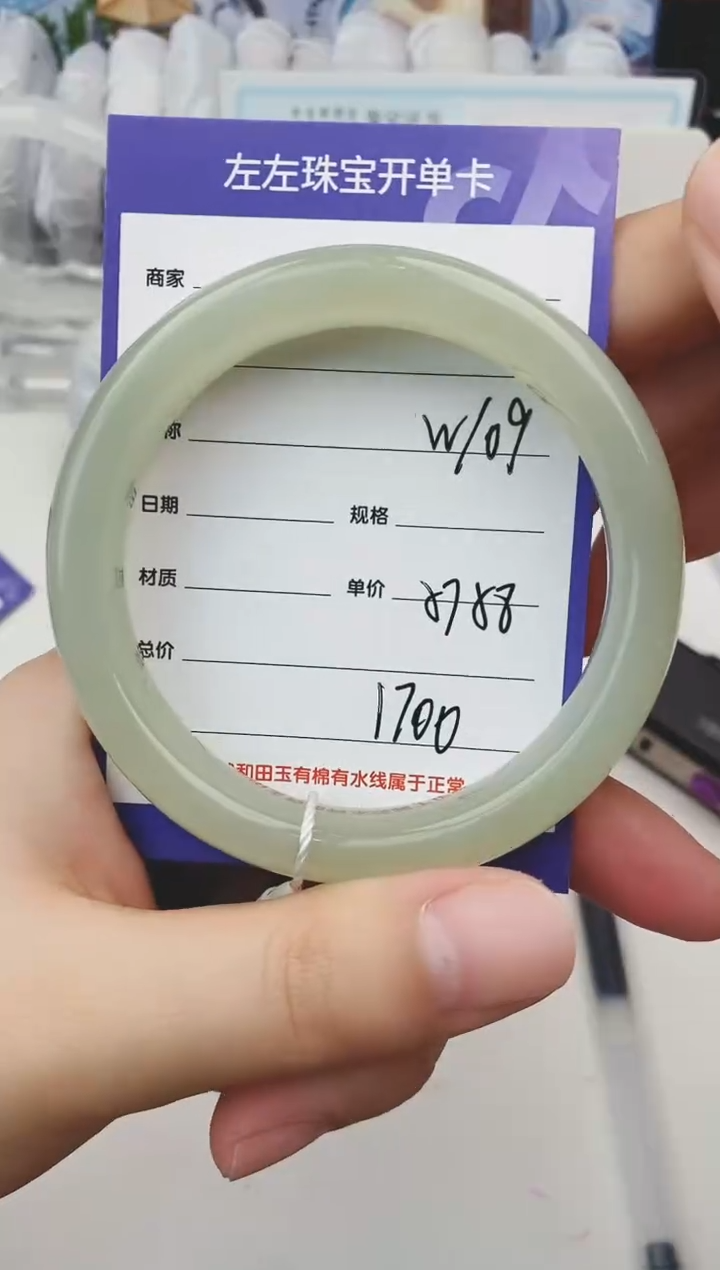 左左珠宝开单卡
商家
称 W109
日期 规格
材质 单价 8788
总价
1700
和田玉有棉有水线属于正常